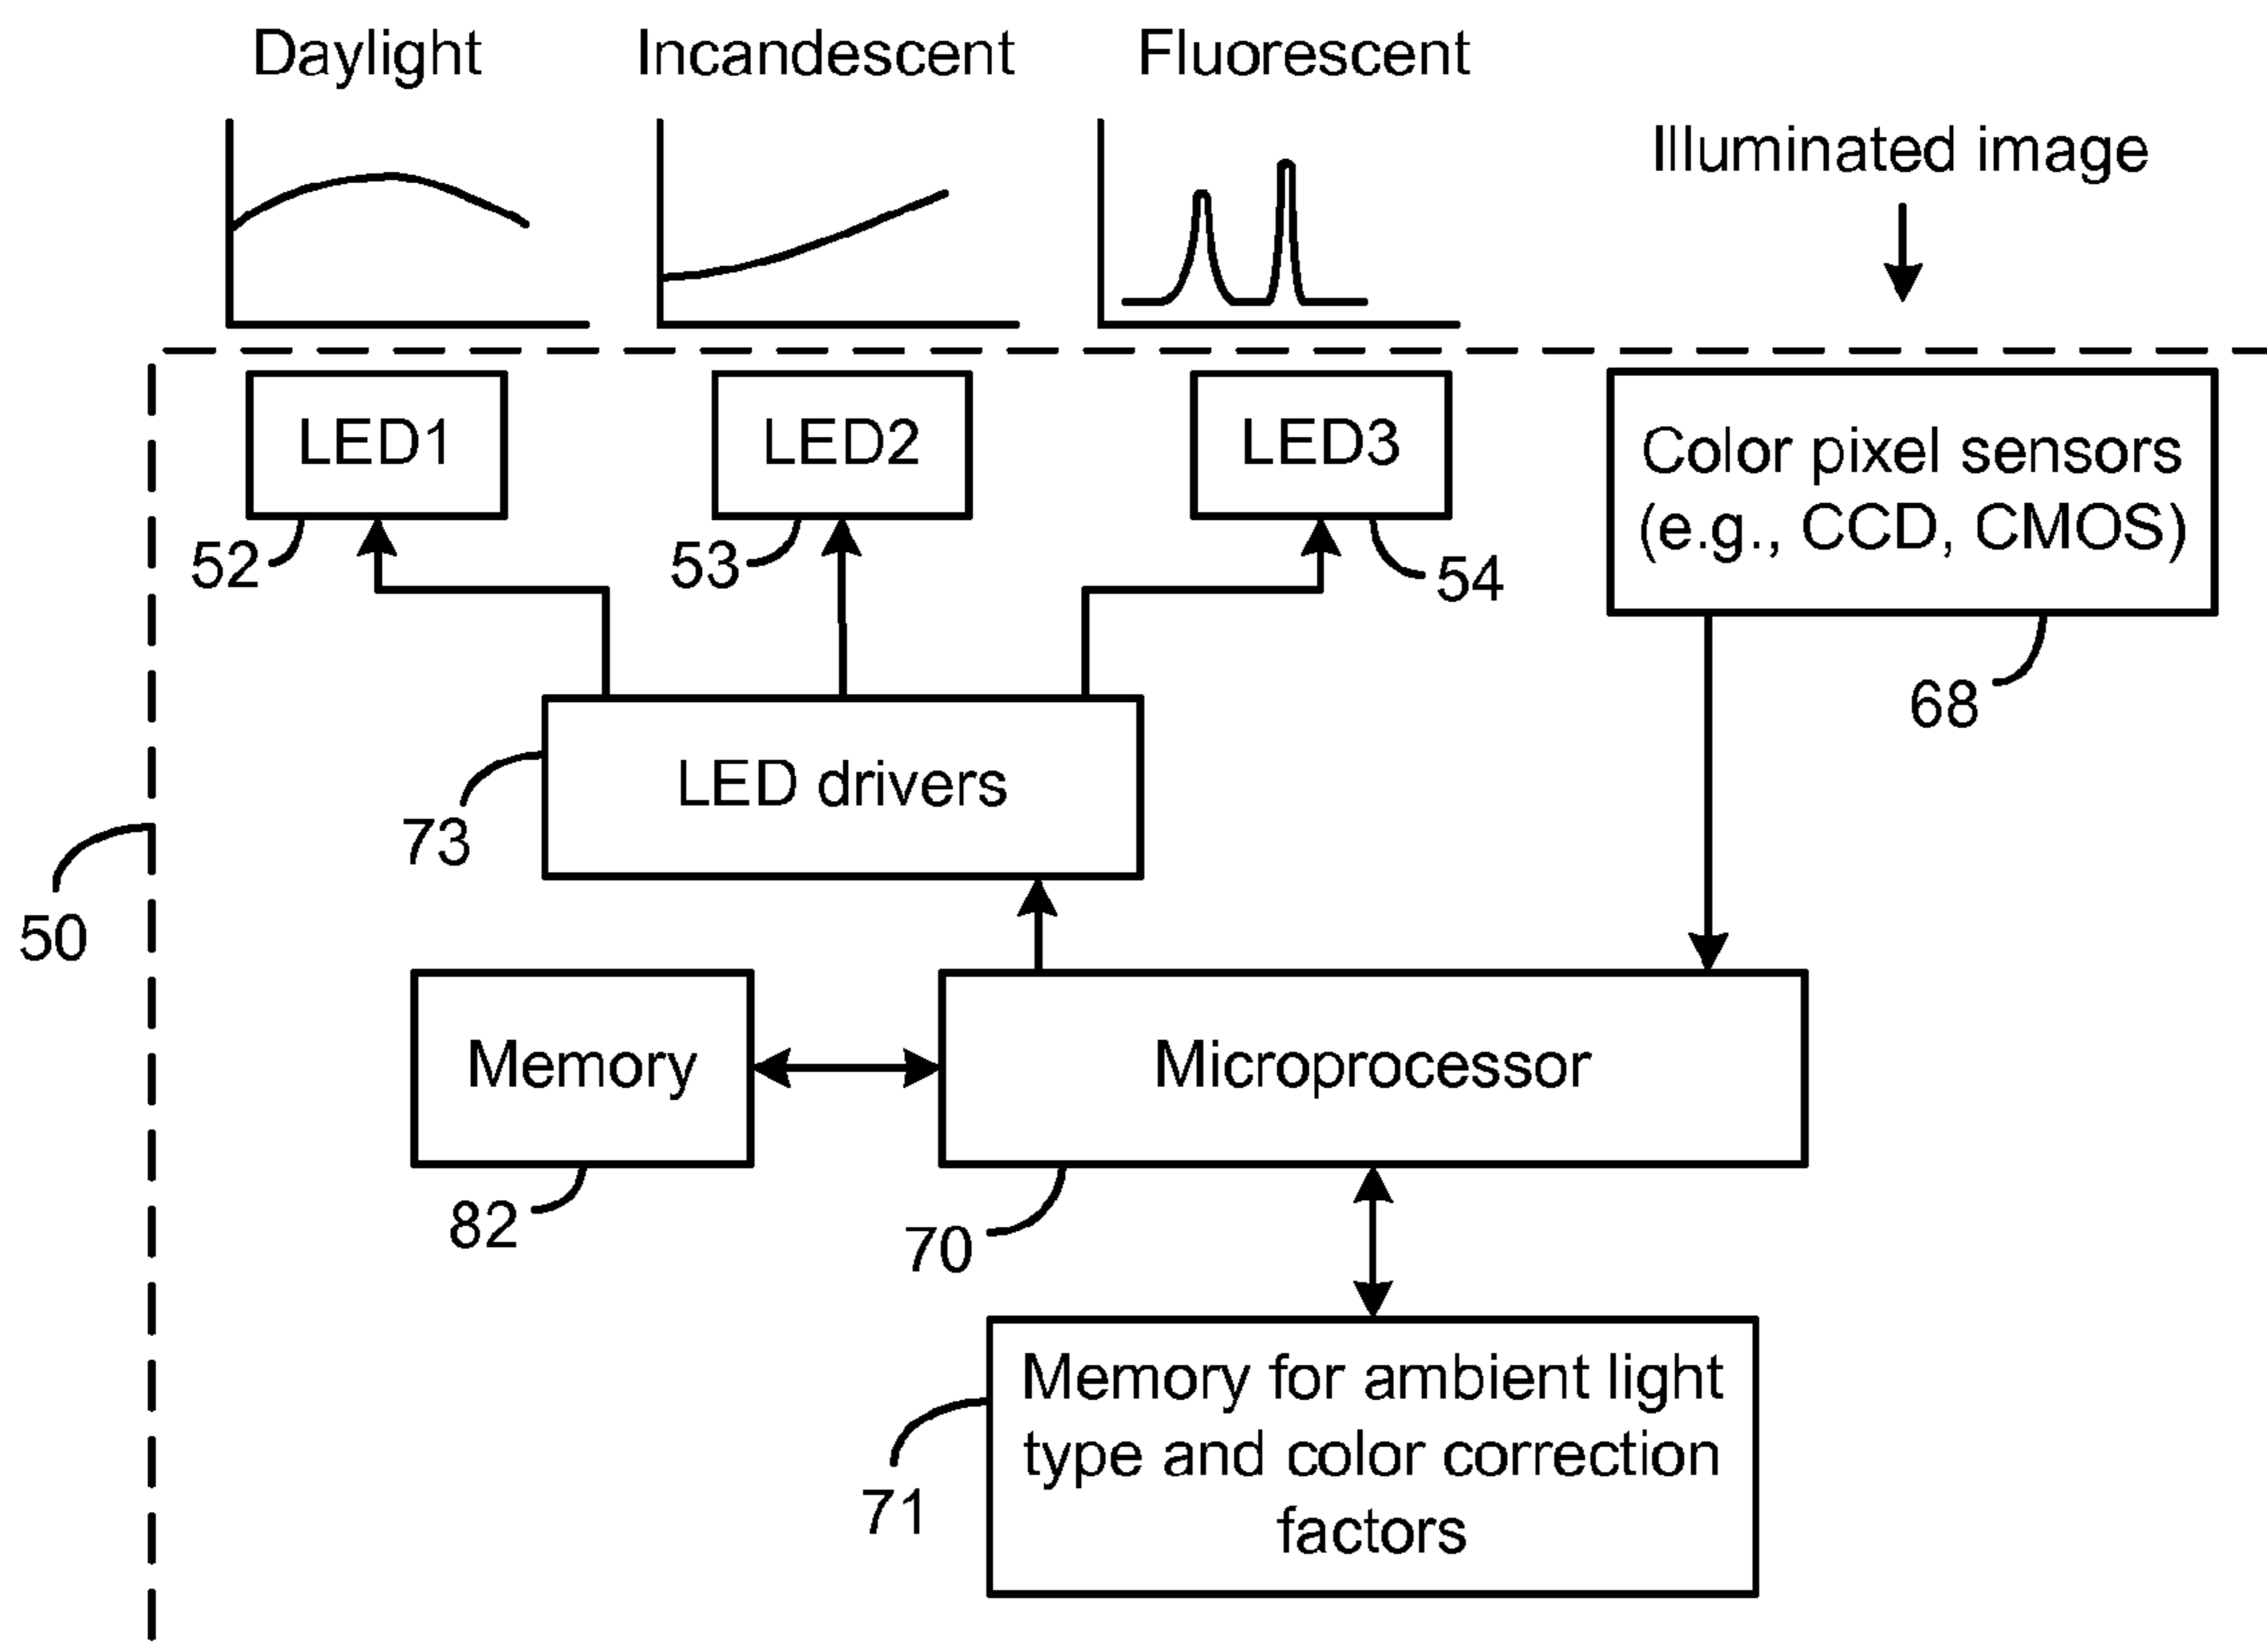 Daylight
Incandescent
Fluorescent
Illuminated image
LED1
LED2
LED3
Color pixel sensors
(e.g., CCD, CMOS)
52
53
54
68
LED drivers
73
50
Memory
Microprocessor
82
70
Memory for ambient light
type and color correction
factors
71